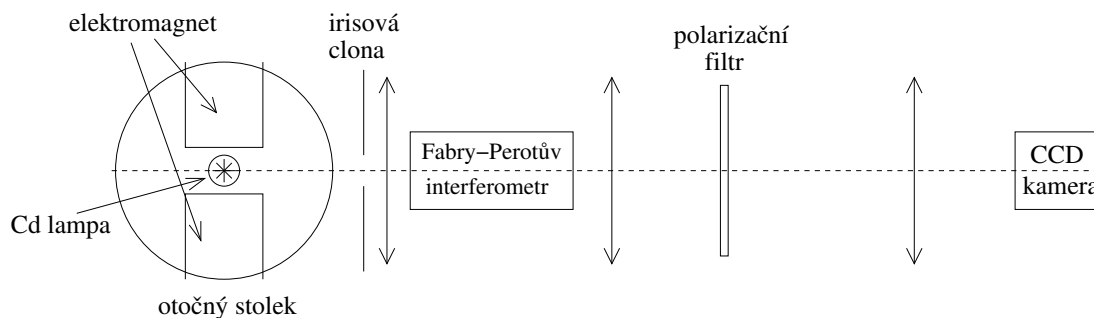 elektromagnet
irisová
clona
polarizační
filtr
Fabry−Perotův
interferometr
CCD
kamera
Cd lampa
otočný stolek